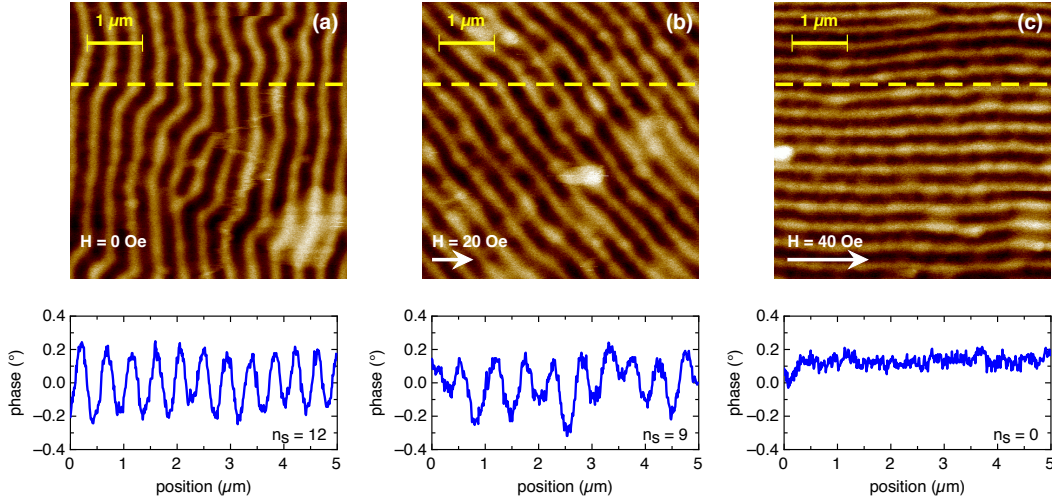 1 µm
(a)
H = 0 Oe
1 µm
(b)
H = 20 Oe
1 µm
(c)
H = 40 Oe
phase (°)
0.4
0.2
0.0
–0.2
–0.4
n_S = 12
0 1 2 3 4 5
position (µm)
phase (°)
0.4
0.2
0.0
–0.2
–0.4
n_S = 9
0 1 2 3 4 5
position (µm)
phase (°)
0.4
0.2
0.0
–0.2
–0.4
n_S = 0
0 1 2 3 4 5
position (µm)